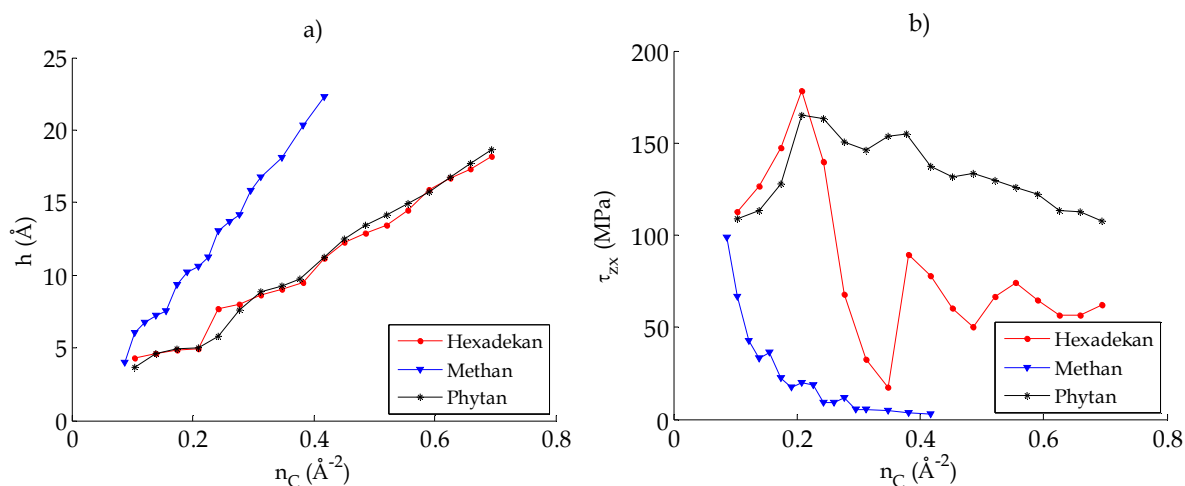 a)
25
20
15
10
5
0
h (Å)
0 0.2 0.4 0.6 0.8
n_C (Å⁻²)
Hexadekan
Methan
Phytan
b)
200
150
100
50
0
τ_zx (MPa)
0 0.2 0.4 0.6 0.8
n_C (Å⁻²)
Hexadekan
Methan
Phytan